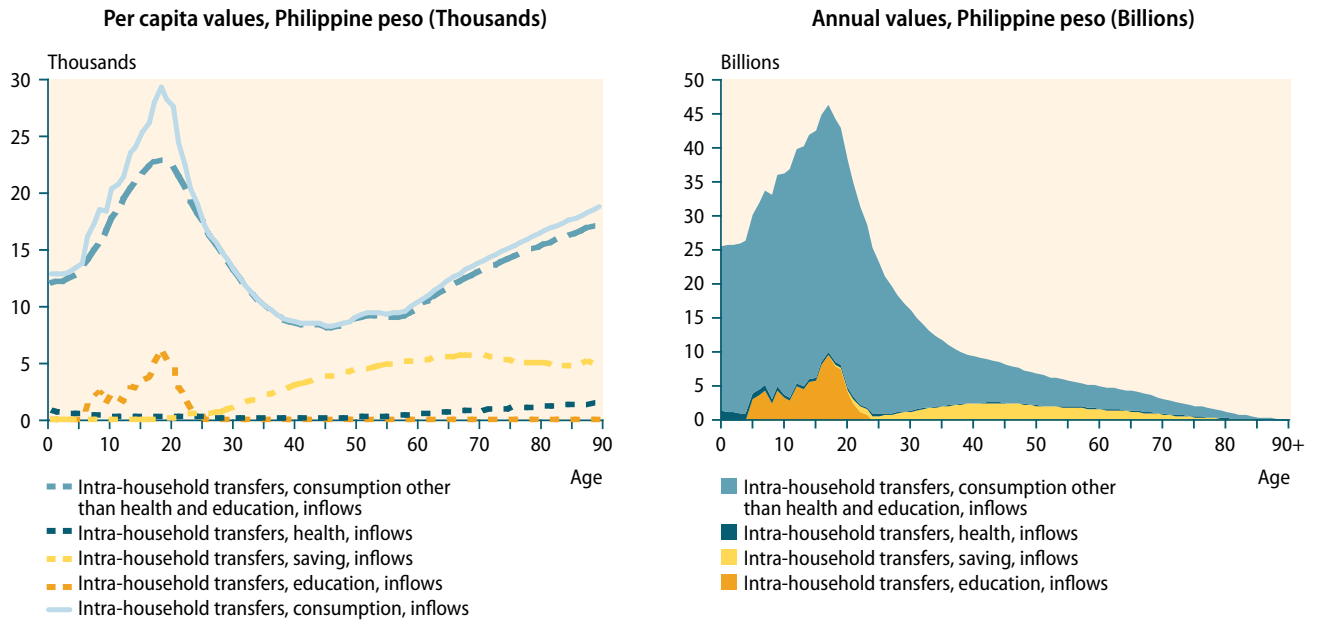 Per capita values, Philippine peso (Thousands)
Thousands
30
25
20
15
10
5
0
0 10 20 30 40 50 60 70 80 90
Age
Intra-household transfers, consumption other
than health and education, inflows
Intra-household transfers, health, inflows
Intra-household transfers, saving, inflows
Intra-household transfers, education, inflows
Intra-household transfers, consumption, inflows
Annual values, Philippine peso (Billions)
Billions
50
45
40
35
30
25
20
15
10
5
0
0 10 20 30 40 50 60 70 80 90+
Age
Intra-household transfers, consumption other
than health and education, inflows
Intra-household transfers, health, inflows
Intra-household transfers, saving, inflows
Intra-household transfers, education, inflows